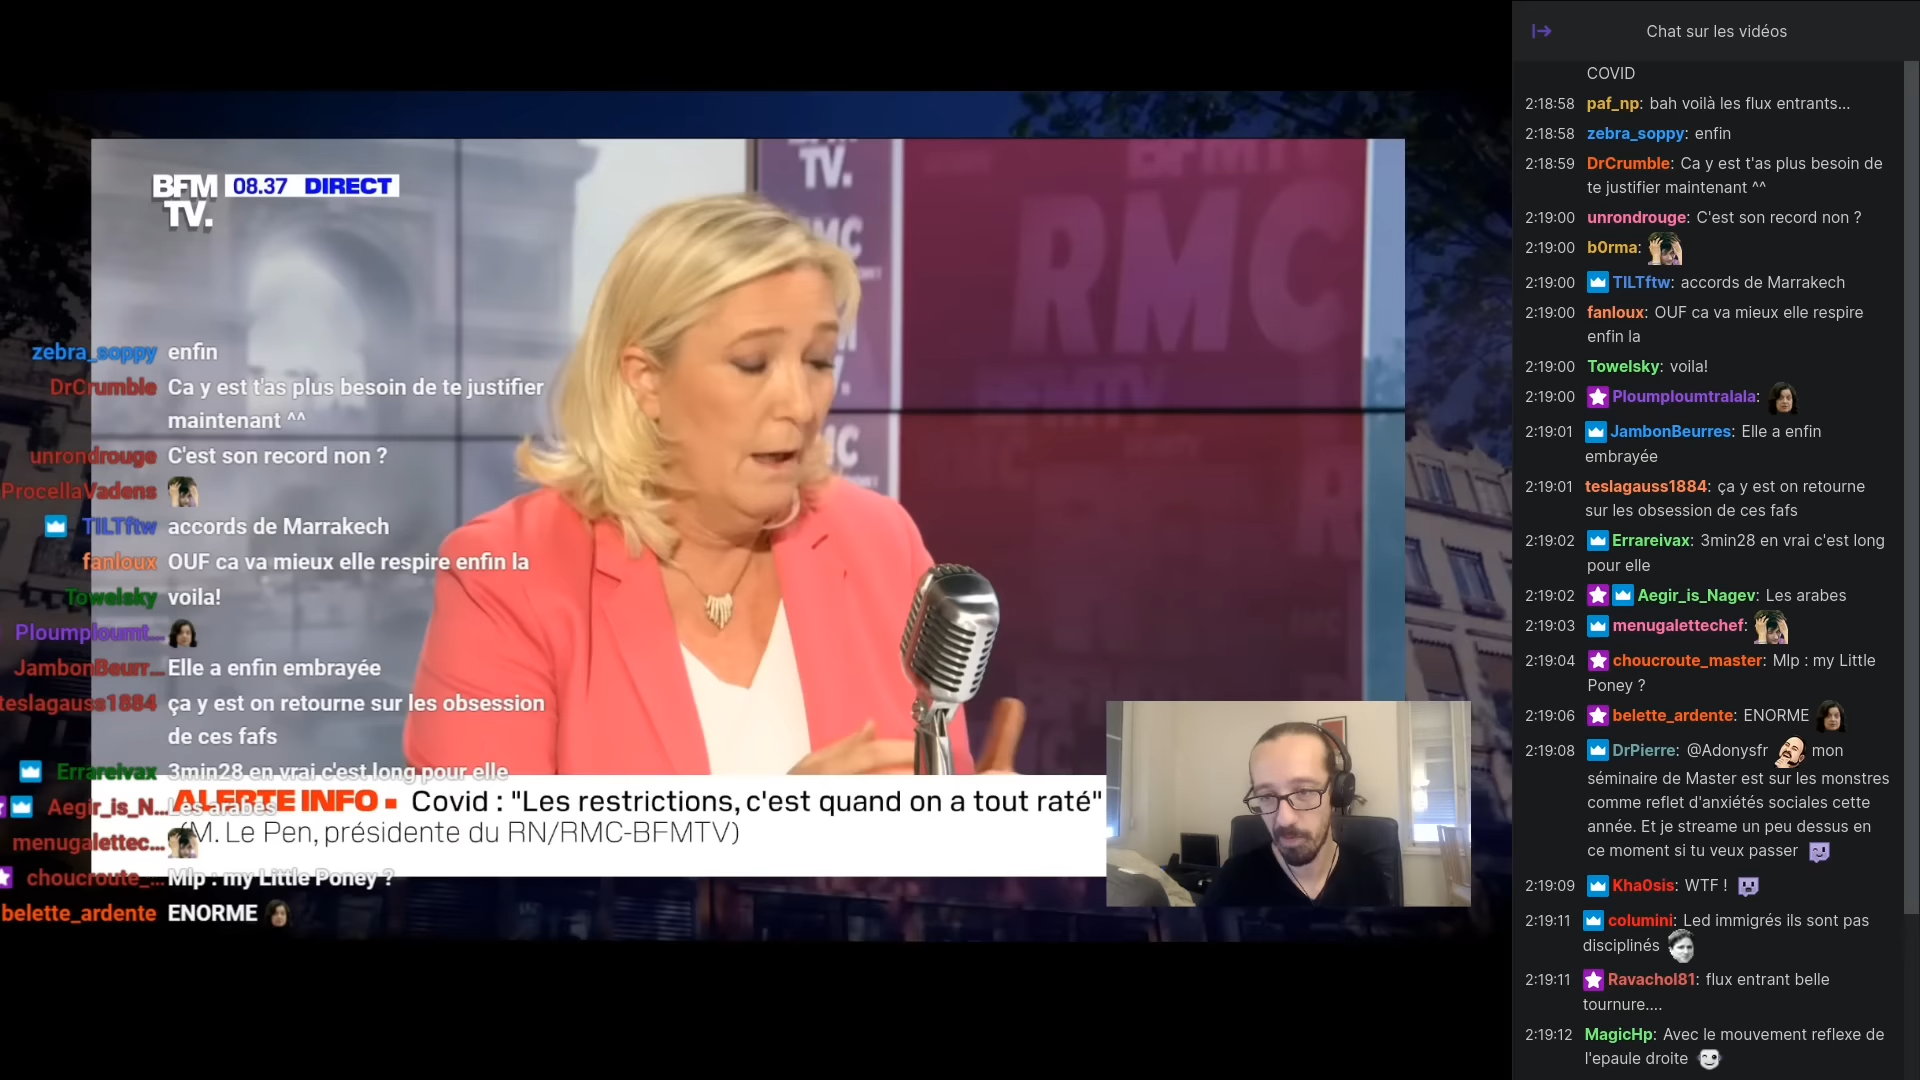 BFM
TV.
08.37 DIRECT
TV.
RMC
zebra_soppy enfin
DrCrumble Ca y est t'as plus besoin de te justifier
maintenant ^^
unrondrouge C'est son record non ?
ProcellaVadens
TILTftw accords de Marrakech
fanloux OUF ca va mieux elle respire enfin la
Towelsky voila!
Ploumploumt...
JambonBeurr... Elle a enfin embrayée
teslagauss1884 ça y est on retourne sur les obsession
de ces fafs
Errareivax 3min28 en vrai c'est long pour elle
Aegir_is_N... Les arabes
menugalettec...
choucroute_... Mlp : my Little Poney ?
belette_ardente ENORME
ALERTE INFO Covid : "Les restrictions, c'est quand on a tout raté"
(M. Le Pen, présidente du RN/RMC-BFMTV)
Chat sur les vidéos
COVID
2:18:58 paf_np: bah voilà les flux entrants...
2:18:58 zebra_soppy: enfin
2:18:59 DrCrumble: Ca y est t'as plus besoin de
te justifier maintenant ^^
2:19:00 unrondrouge: C'est son record non ?
2:19:00 b0rma:
2:19:00 TILTftw: accords de Marrakech
2:19:00 fanloux: OUF ca va mieux elle respire
enfin la
2:19:00 Towelsky: voila!
2:19:00 Ploumploumtralala:
2:19:01 JambonBeurres: Elle a enfin
embrayée
2:19:01 teslagauss1884: ça y est on retourne
sur les obsession de ces fafs
2:19:02 Errareivax: 3min28 en vrai c'est long
pour elle
2:19:02 Aegir_is_Nagev: Les arabes
2:19:03 menugalettechef:
2:19:04 choucroute_master: Mlp : my Little
Poney ?
2:19:06 belette_ardente: ENORME
2:19:08 DrPierre: @Adonysfr mon
séminaire de Master est sur les monstres
comme reflet d'anxiétés sociales cette
année. Et je streame un peu dessus en
ce moment si tu veux passer
2:19:09 Kha0sis: WTF !
2:19:11 columini: Led immigrés ils sont pas
disciplinés
2:19:11 Ravachol81: flux entrant belle
tournure....
2:19:12 MagicHp: Avec le mouvement reflexe de
l'epaule droite